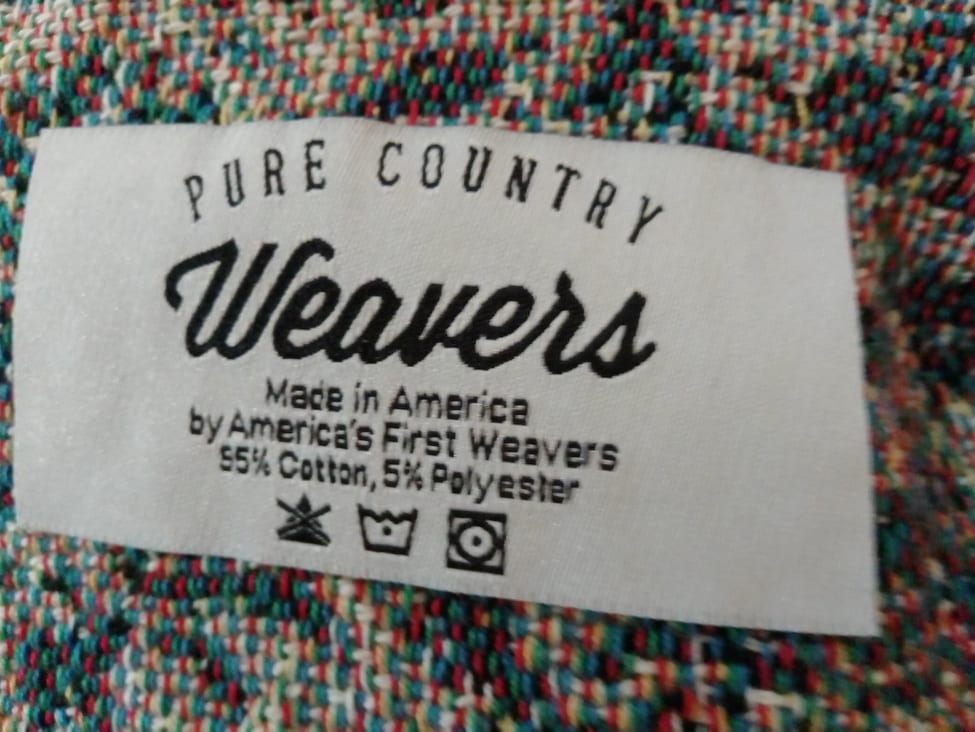 PURE COUNTRY
Weavers
Made in America
by America's First Weavers
95% Cotton, 5% Polyester